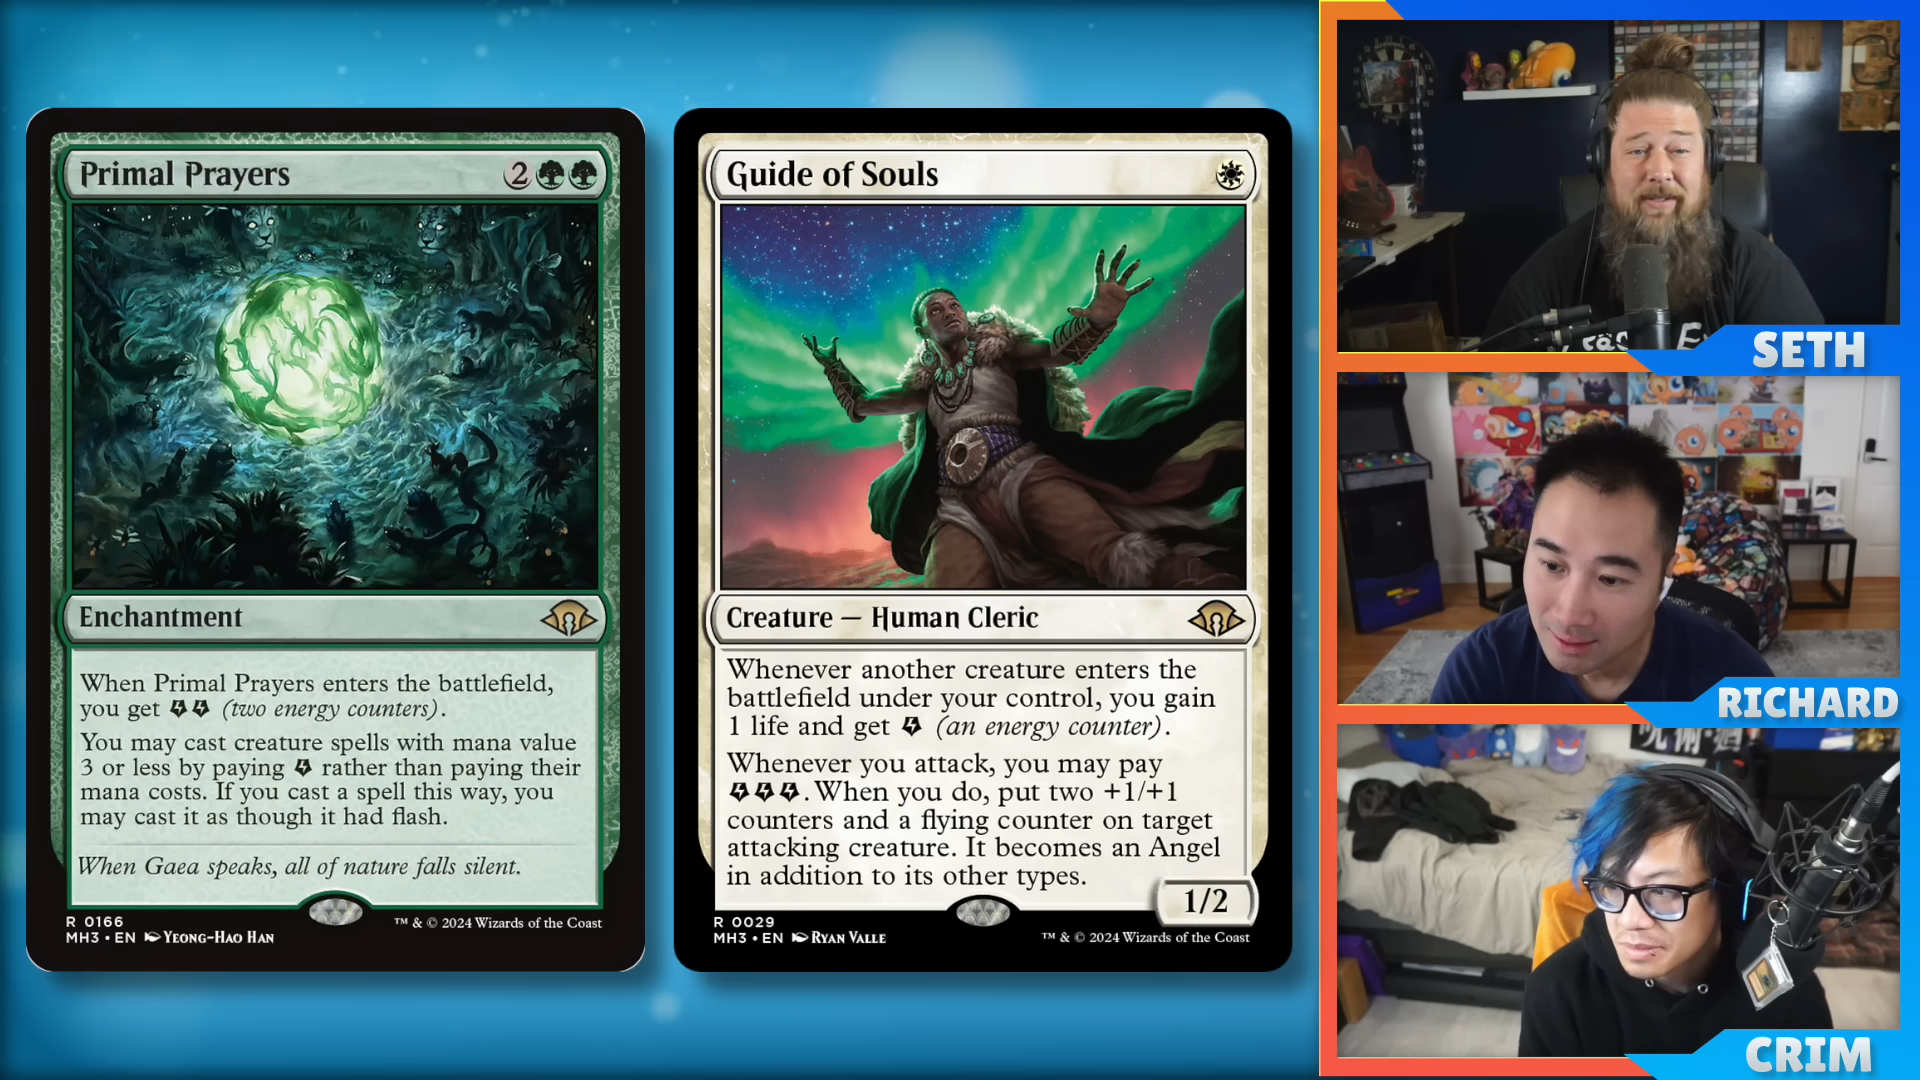 Primal Prayers 2
Enchantment
When Primal Prayers enters the battlefield,
you get (two energy counters).
You may cast creature spells with mana value
3 or less by paying rather than paying their
mana costs. If you cast a spell this way, you
may cast it as though it had flash.
When Gaea speaks, all of nature falls silent.
R 0166
MH3 • EN YEONG-HAO HAN
™ & © 2024 Wizards of the Coast
Guide of Souls
Creature — Human Cleric
Whenever another creature enters the
battlefield under your control, you gain
1 life and get (an energy counter).
Whenever you attack, you may pay
. When you do, put two +1/+1
counters and a flying counter on target
attacking creature. It becomes an Angel
in addition to its other types.
1/2
R 0029
MH3 • EN RYAN VALLE
™ & © 2024 Wizards of the Coast
SETH
RICHARD
CRIM